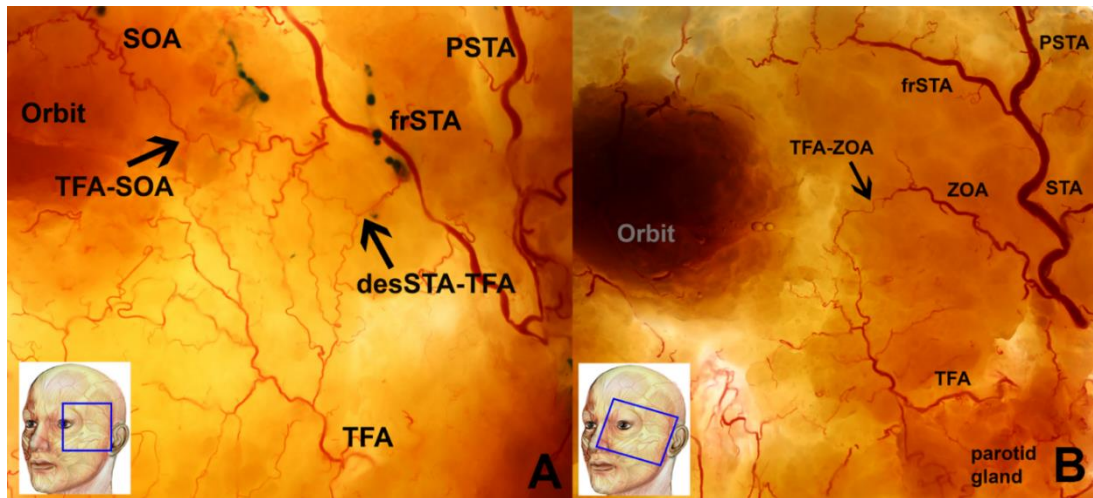 SOA
PSTA
Orbit
frSTA
TFA-SOA
desSTA-TFA
TFA
A
PSTA
frSTA
TFA-ZOA
ZOA
STA
Orbit
TFA
parotid
gland
B